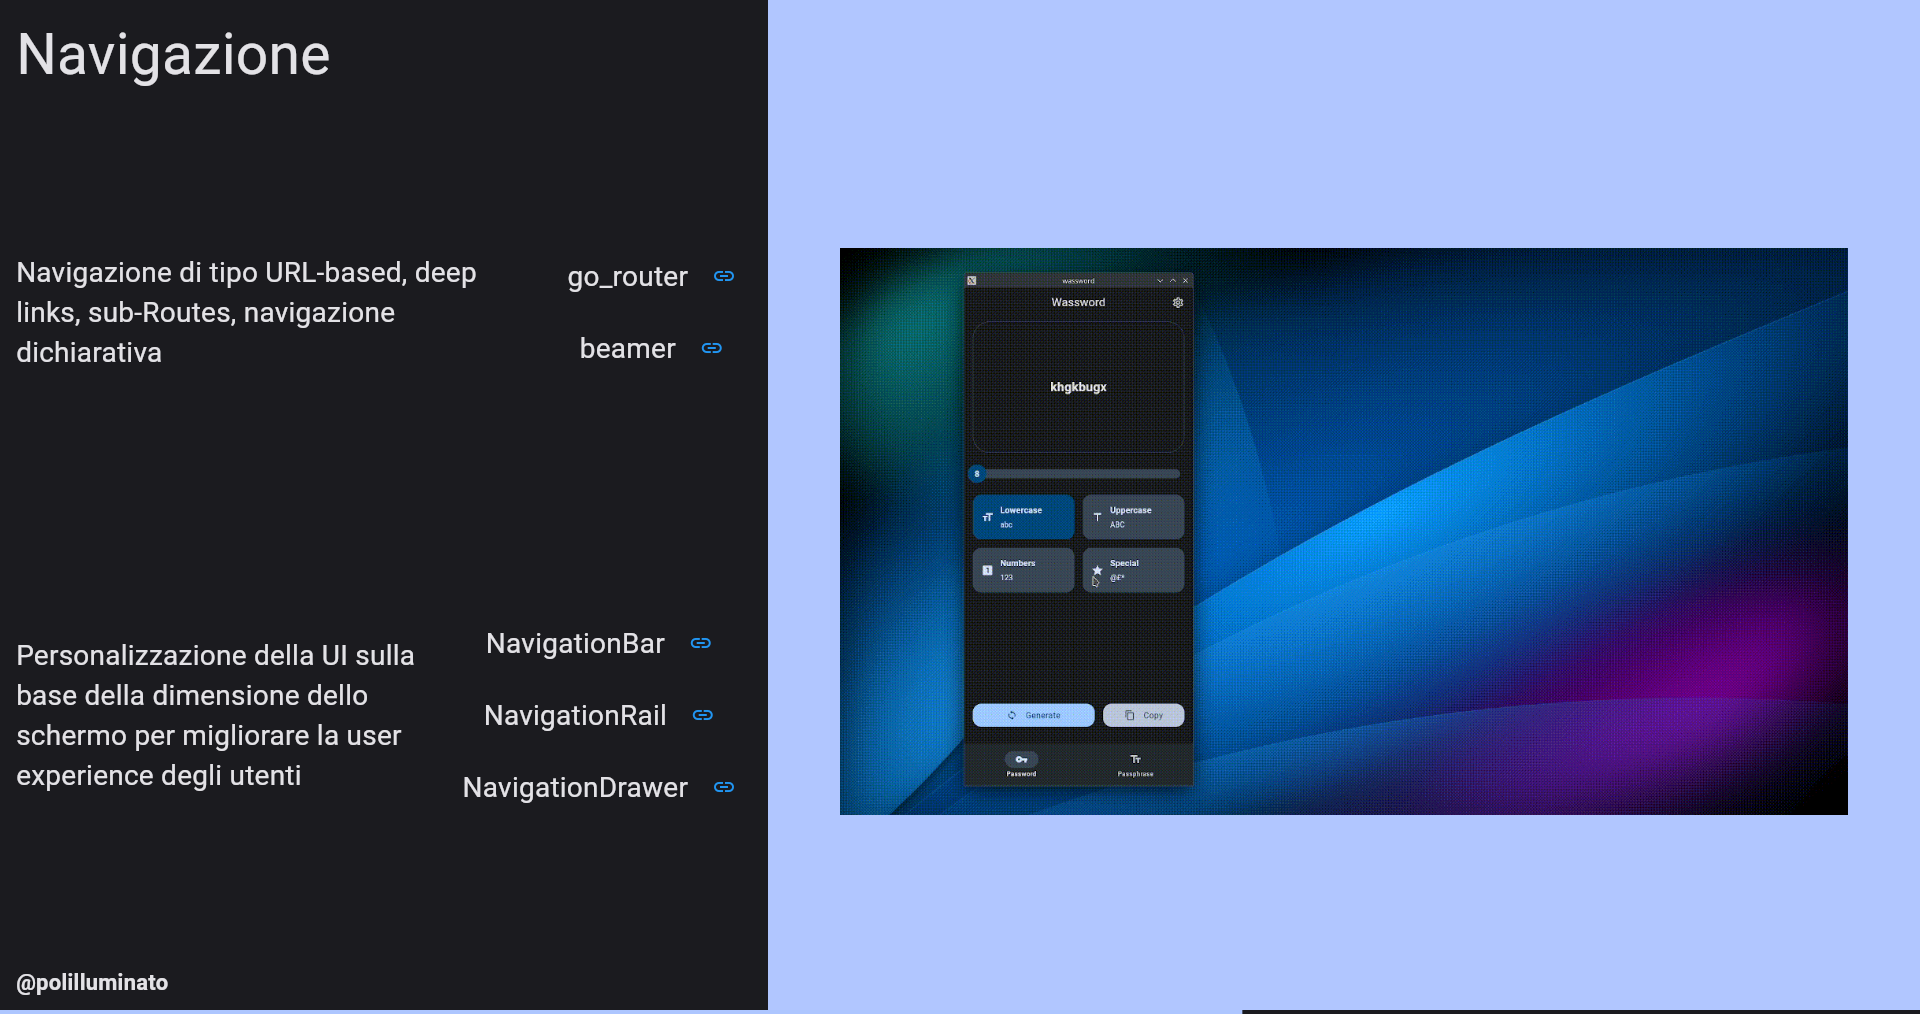 Navigazione
Navigazione di tipo URL-based, deep
links, sub-Routes, navigazione
dichiarativa
go_router
beamer
Personalizzazione della UI sulla
base della dimensione dello
schermo per migliorare la user
experience degli utenti
NavigationBar
NavigationRail
NavigationDrawer
@polilluminato
wassword
Wassword
khgkbugx
8
Lowercase
abc
Uppercase
ABC
Numbers
123
Special
@£*
Generate
Copy
Password
Passphrase